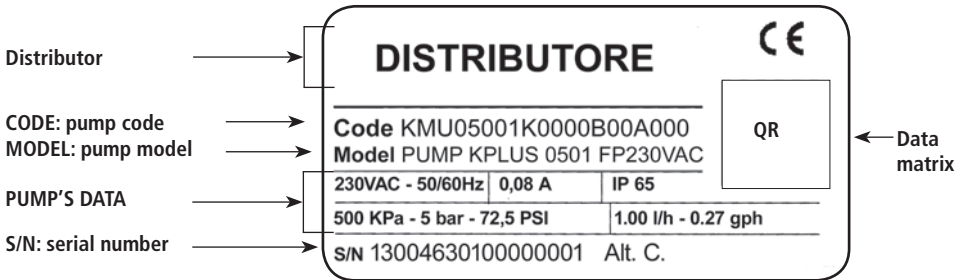 Distributor
CODE: pump code
MODEL: pump model
PUMP'S DATA
S/N: serial number
CE
DISTRIBUTORE
Code KMU05001K0000B00A000
Model PUMP KPLUS 0501 FP230VAC
230VAC - 50/60Hz 0,08 A IP 65
500 KPa - 5 bar - 72,5 PSI 1.00 l/h - 0.27 gph
S/N 13004630100000001 Alt. C.
QR
Data
matrix